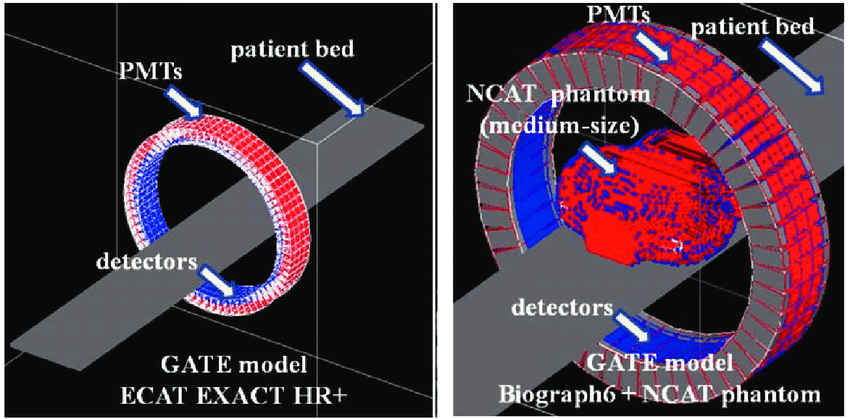 patient bed
PMTs
detectors
GATE model
ECAT EXACT HR+
PMTs
patient bed
NCAT phantom
(medium-size)
detectors
GATE model
Biograph6 + NCAT phantom